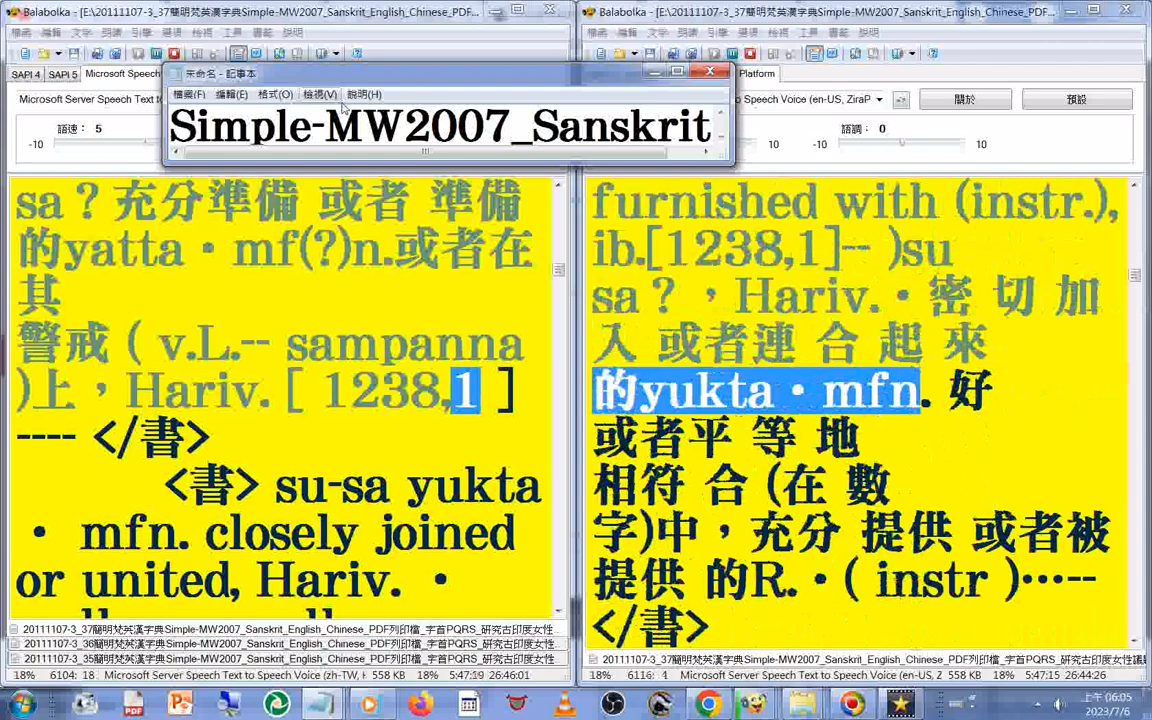 Balabolka - [E:\20111107-3_37簡明梵英漢字典Simple-MW2007_Sanskrit_English_Chinese_PDF...
Balabolka - [E:\20111107-3_37簡明梵英漢字典Simple-MW2007_Sanskrit_English_Chinese_PDF...
SAPI 4 SAPI 5 Microsoft Speech Platform
未命名 - 記事本
檔案(F) 編輯(E) 格式(O) 檢視(V) 說明(H)
Simple-MW2007_Sanskrit
Microsoft Server Speech Text to Speech Voice (en-US, ZiraP
關於 預設
語速： 5 語調： 0
-10 10 -10 10
sa？充分準備 或者 準備
的yatta・mf(?)n.或者在
其
警戒 ( v.L.-- sampanna
)上，Hariv. [ 1238,1 ]
---- </書>
<書> su-sa yukta
・ mfn. closely joined
or united, Hariv. ・
furnished with (instr.),
ib.[1238,1]-- )su
sa？，Hariv.・密 切 加
入 或者連 合 起 來
的yukta・mfn. 好
或者平 等 地
相符 合 (在 數
字)中，充分 提供 或者被
提供 的R.・( instr )…--
</書>
20111107-3_37簡明梵英漢字典Simple-MW2007_Sanskrit_English_Chinese_PDF列印檔_字首PQRS_研究古印度女性...
20111107-3_36簡明梵英漢字典Simple-MW2007_Sanskrit_English_Chinese_PDF列印檔_字首PQRS_研究古印度女性...
20111107-3_35簡明梵英漢字典Simple-MW2007_Sanskrit_English_Chinese_PDF列印檔_字首PQRS_研究古印度女性...
20111107-3_37簡明梵英漢字典Simple-MW2007_Sanskrit_English_Chinese_PDF列印檔_字首PQRS_研究古印度女性
18% 6104: 18 Microsoft Server Speech Text to Speech Voice (zh-TW, H 558 KB 18% 5:47:19 26:46:01
18% 6116: 4 Microsoft Server Speech Text to Speech Voice (en-US, Z 558 KB 18% 5:47:15 26:44:26
上午 06:05
2023/7/6